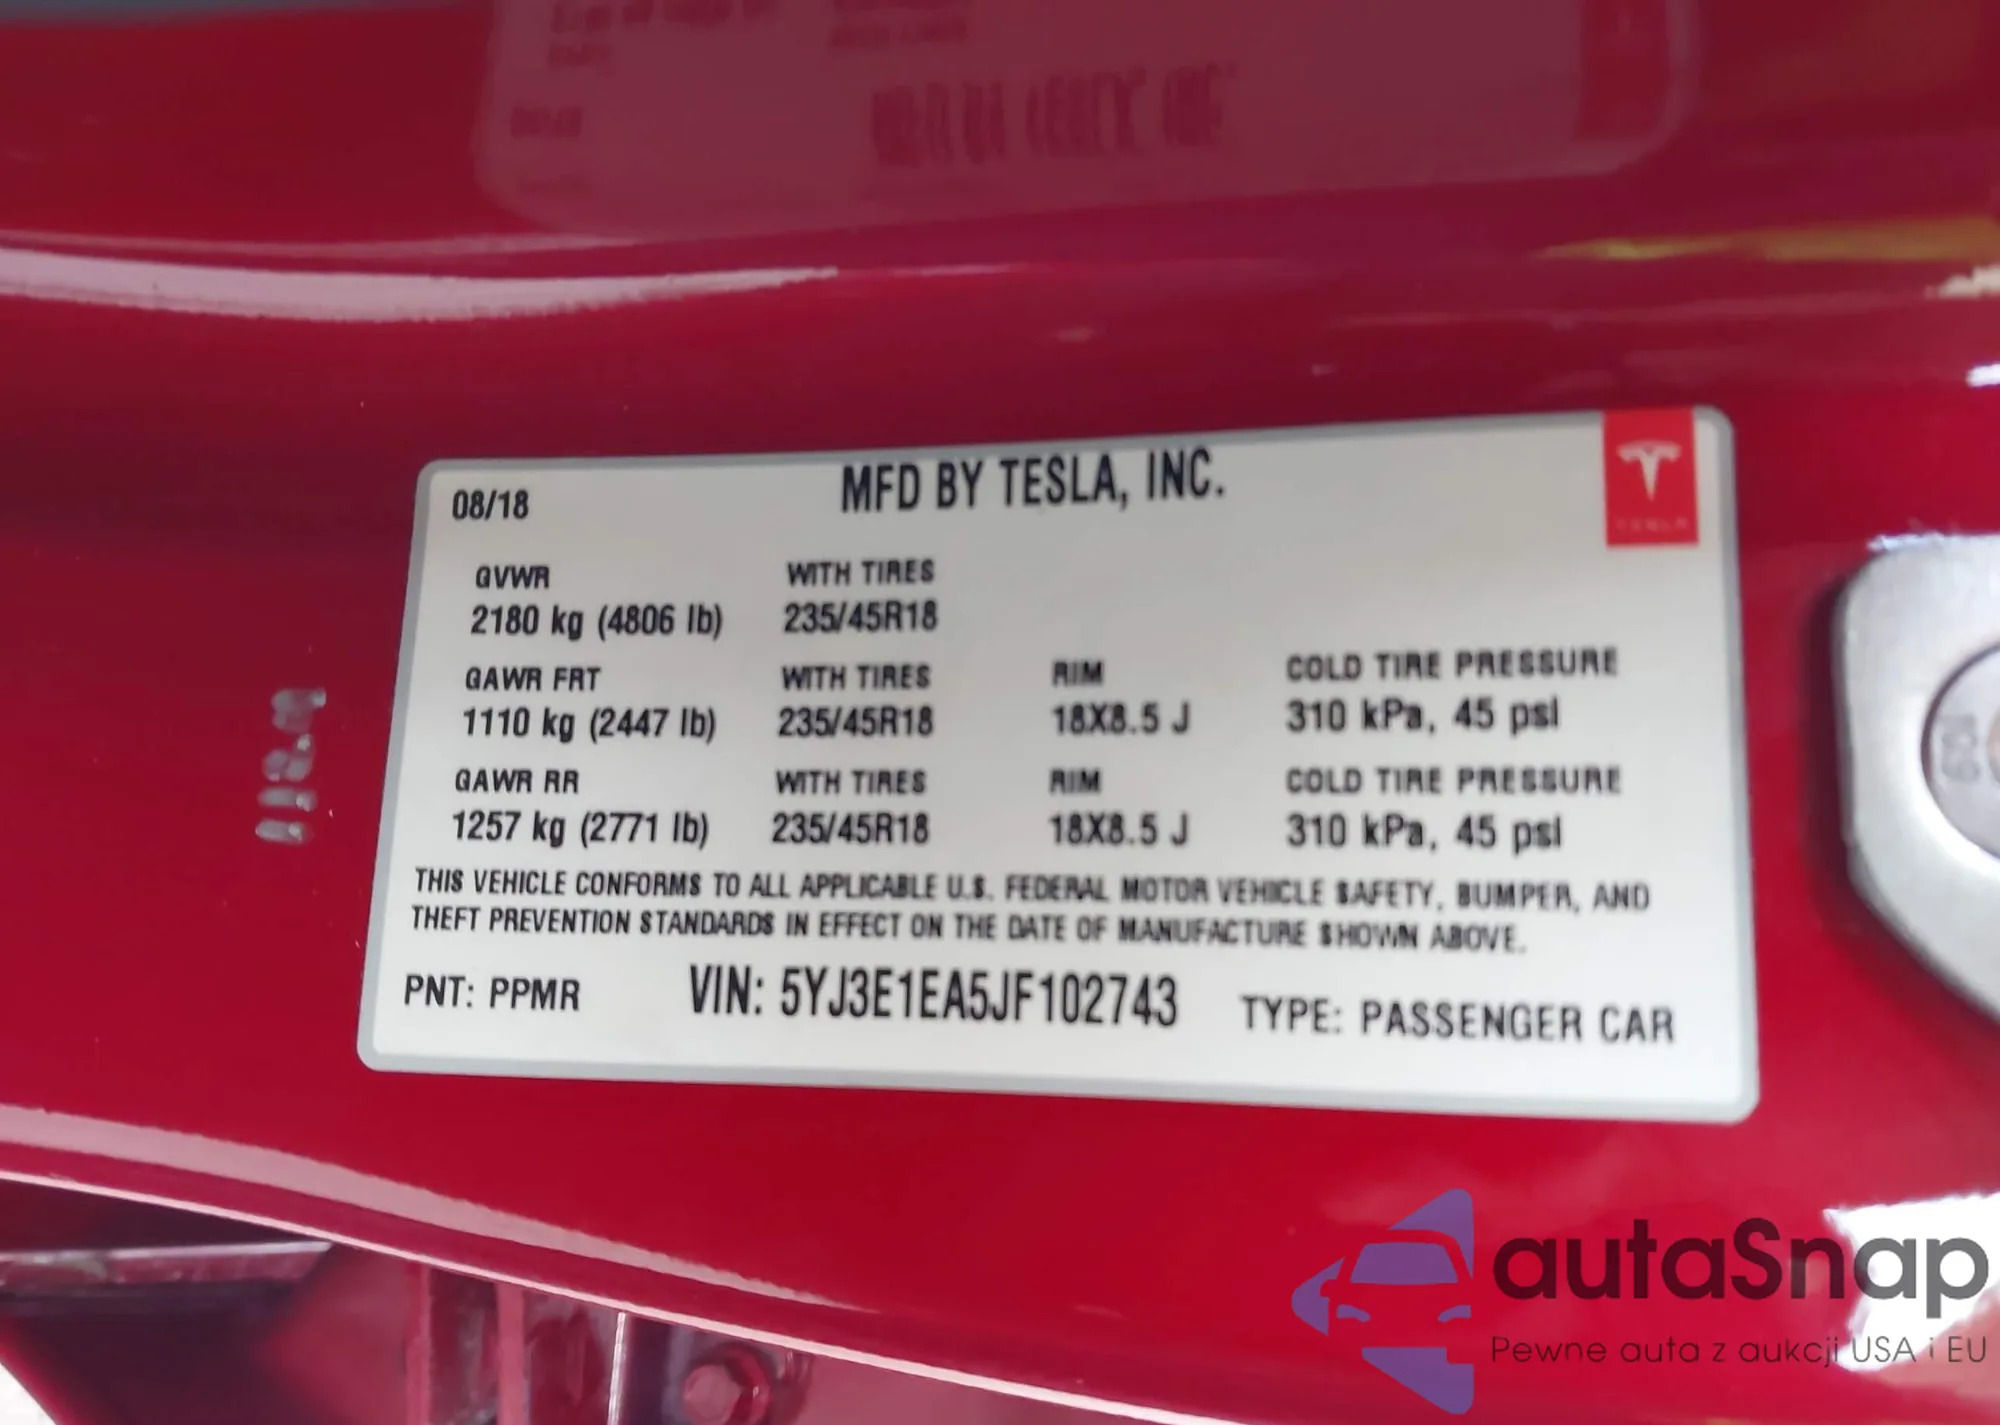 08/18
MFD BY TESLA, INC.
TESLA
GVWR WITH TIRES
2180 kg (4806 lb) 235/45R18
GAWR FRT WITH TIRES RIM COLD TIRE PRESSURE
1110 kg (2447 lb) 235/45R18 18X8.5 J 310 kPa, 45 psi
GAWR RR WITH TIRES RIM COLD TIRE PRESSURE
1257 kg (2771 lb) 235/45R18 18X8.5 J 310 kPa, 45 psi
THIS VEHICLE CONFORMS TO ALL APPLICABLE U.S. FEDERAL MOTOR VEHICLE SAFETY, BUMPER, AND
THEFT PREVENTION STANDARDS IN EFFECT ON THE DATE OF MANUFACTURE SHOWN ABOVE.
PNT: PPMR VIN: 5YJ3E1EA5JF102743 TYPE: PASSENGER CAR
autaSnap
Pewne auta z aukcji USA i EU